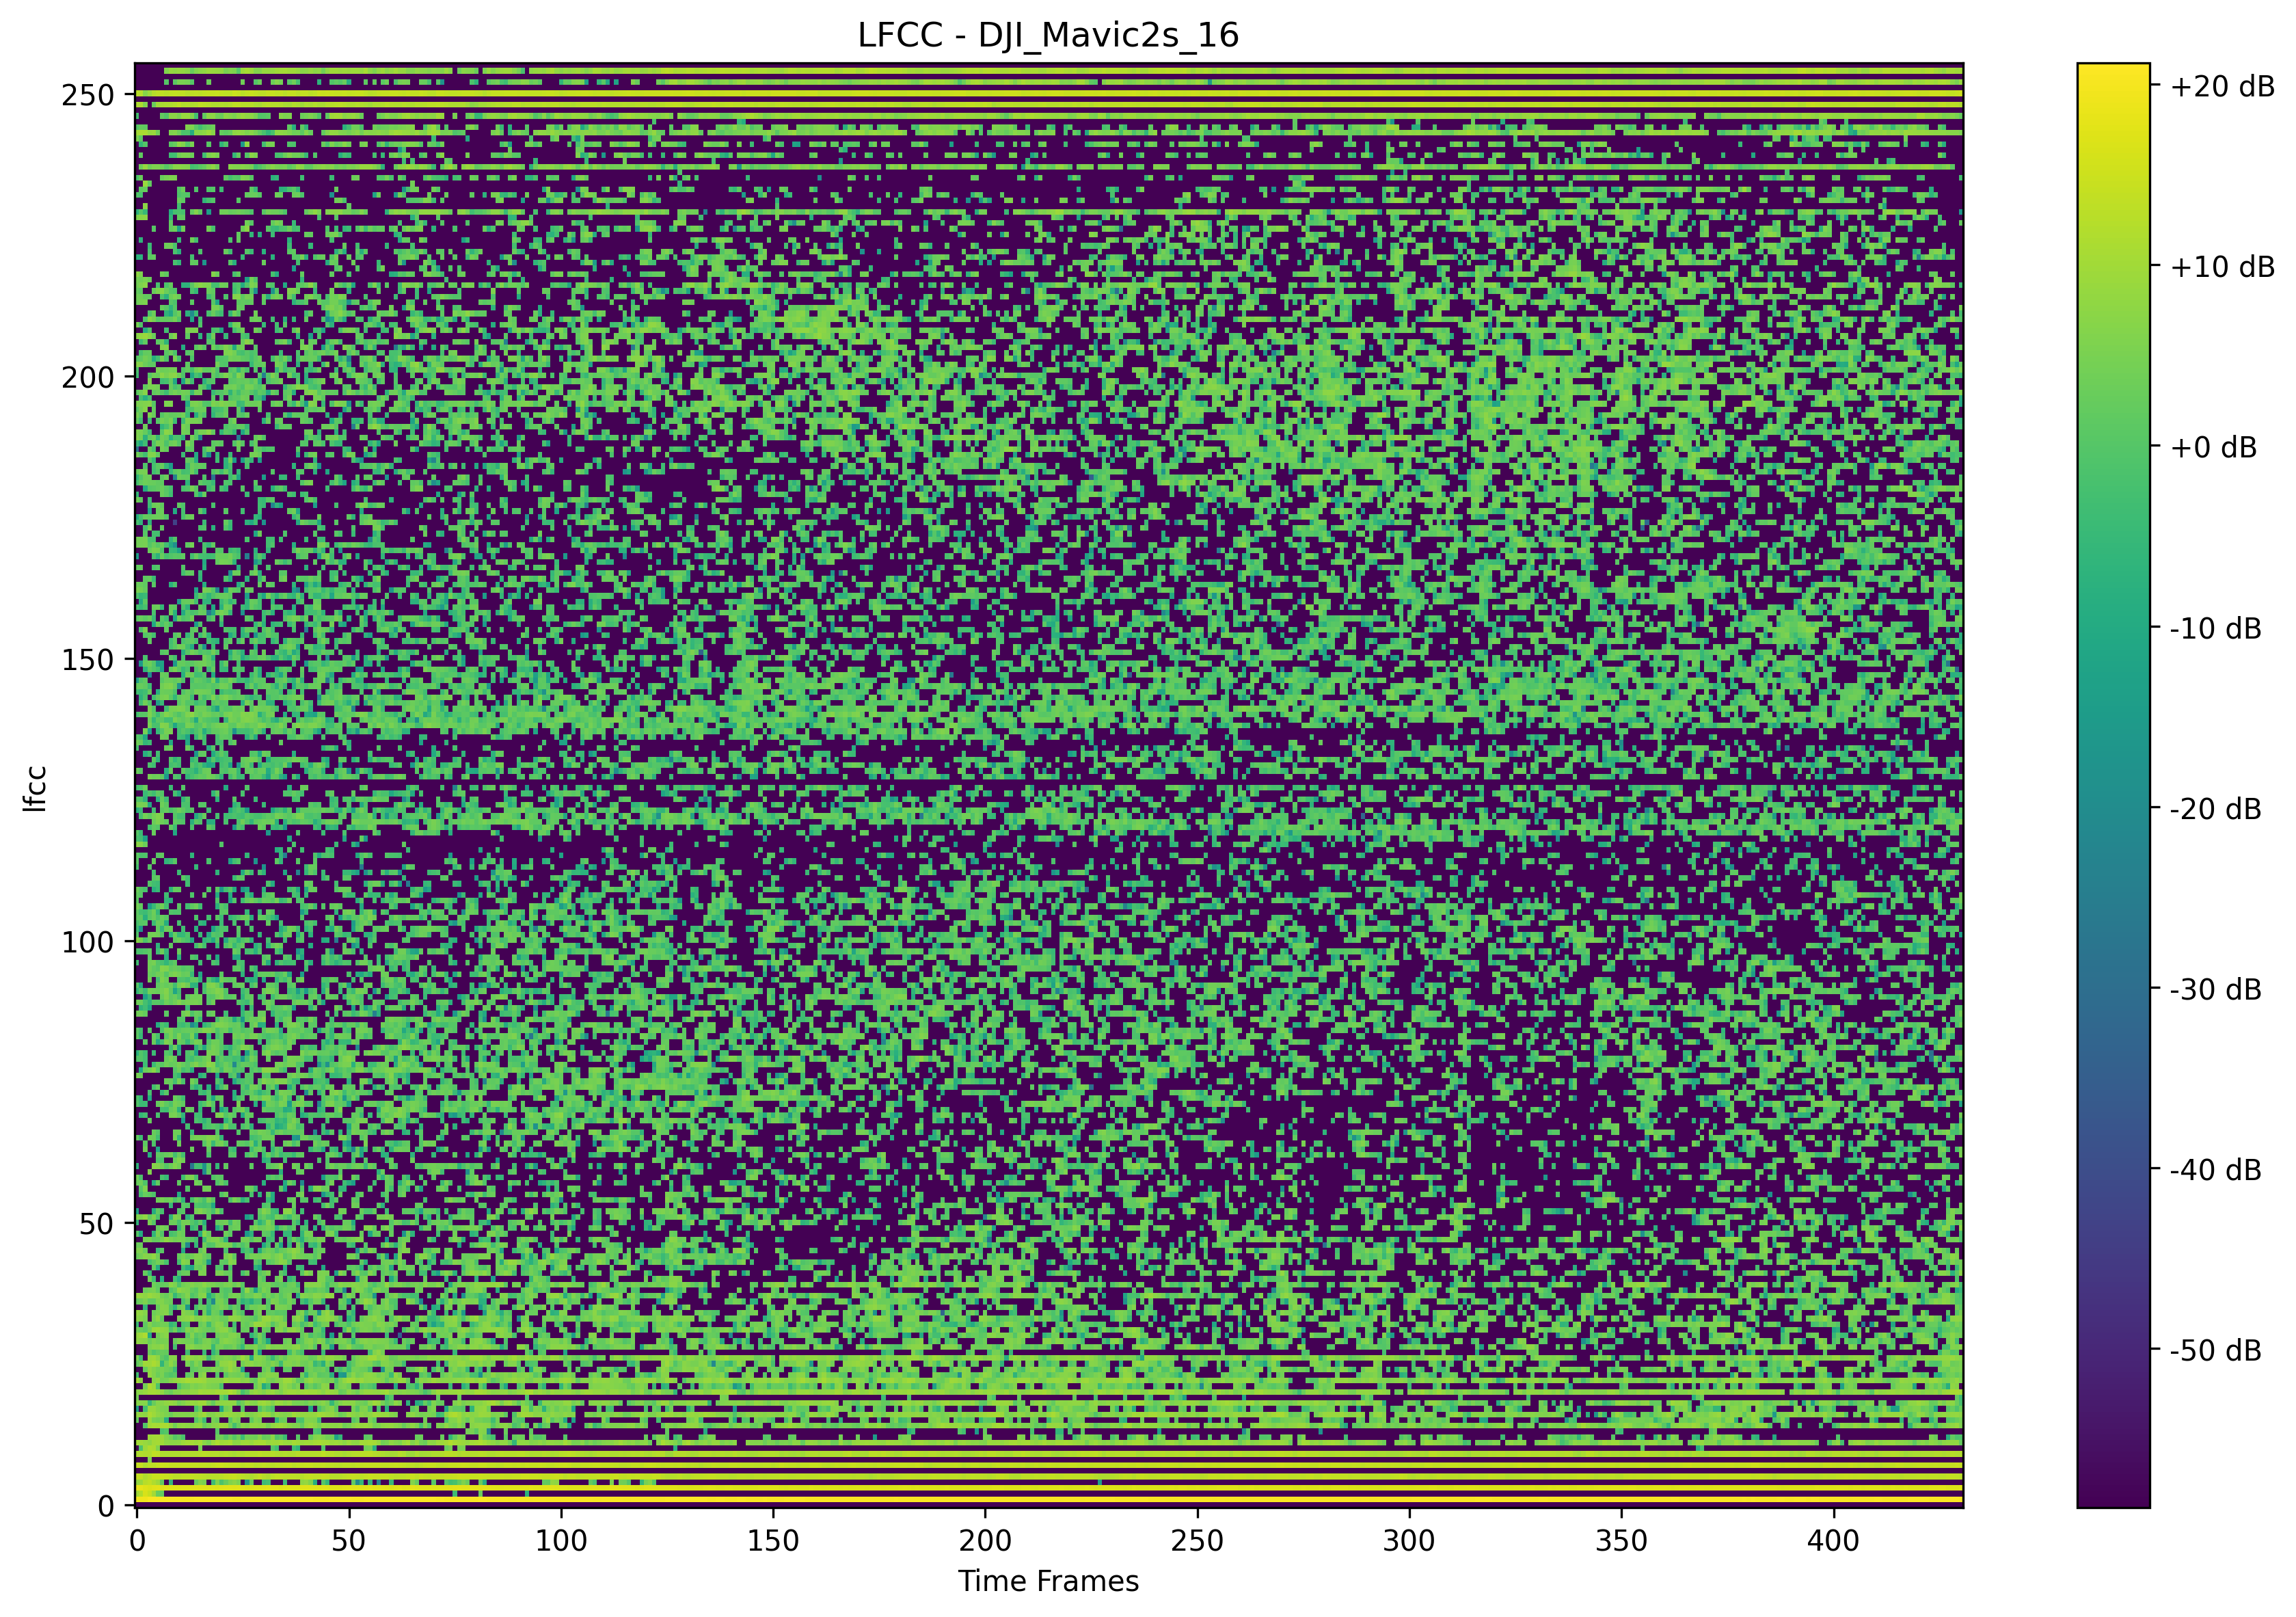 LFCC - DJI_Mavic2s_16
lfcc
250
200
150
100
50
0
0 50 100 150 200 250 300 350 400
Time Frames
+20 dB
+10 dB
+0 dB
-10 dB
-20 dB
-30 dB
-40 dB
-50 dB